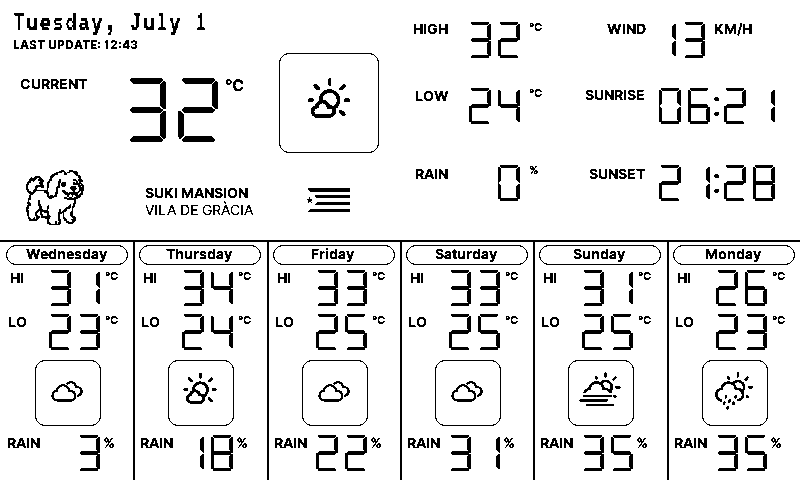 Tuesday, July 1
LAST UPDATE: 12:43
CURRENT 32 °C
SUKI MANSION
VILA DE GRÀCIA
HIGH 32 °C
LOW 24 °C
RAIN 0 %
WIND 13 KM/H
SUNRISE 06:21
SUNSET 21:28
Wednesday
HI 31 °C
LO 23 °C
RAIN 3 %
Thursday
HI 34 °C
LO 24 °C
RAIN 18 %
Friday
HI 33 °C
LO 25 °C
RAIN 22 %
Saturday
HI 33 °C
LO 25 °C
RAIN 31 %
Sunday
HI 31 °C
LO 25 °C
RAIN 35 %
Monday
HI 26 °C
LO 23 °C
RAIN 35 %